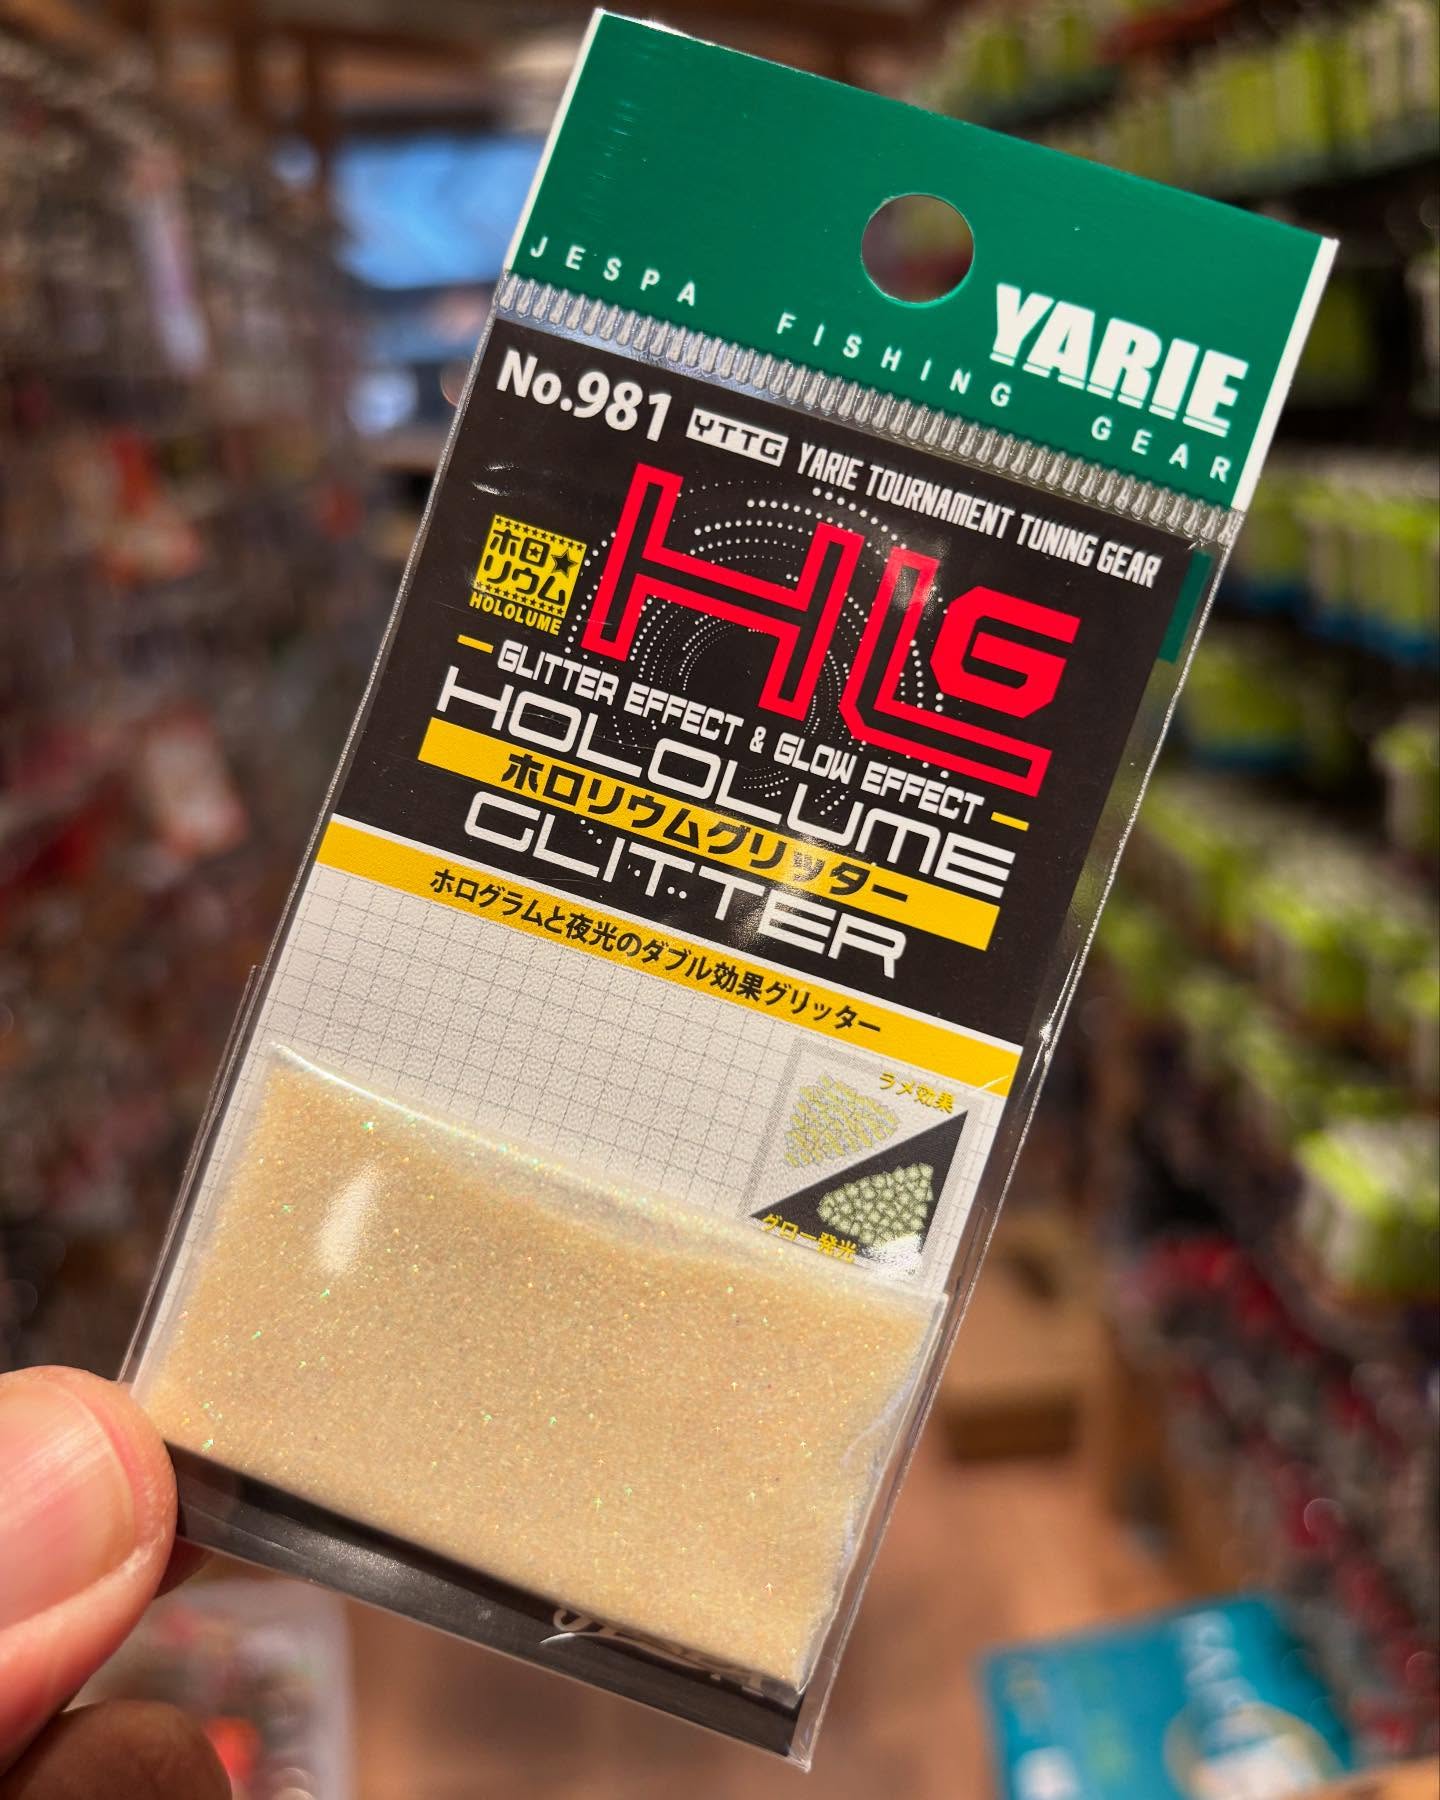 JESPA FISHING GEAR
YARIE
No.981 YTTG YARIE TOURNAMENT TUNING GEAR
HLG
ホロ★
リウム
HOLOLUME
GLITTER EFFECT & GLOW EFFECT
HOLOLUME
ホロリウムグリッター
GLITTER
ホログラムと夜光のダブル効果グリッター
ラメ効果
グロー発光